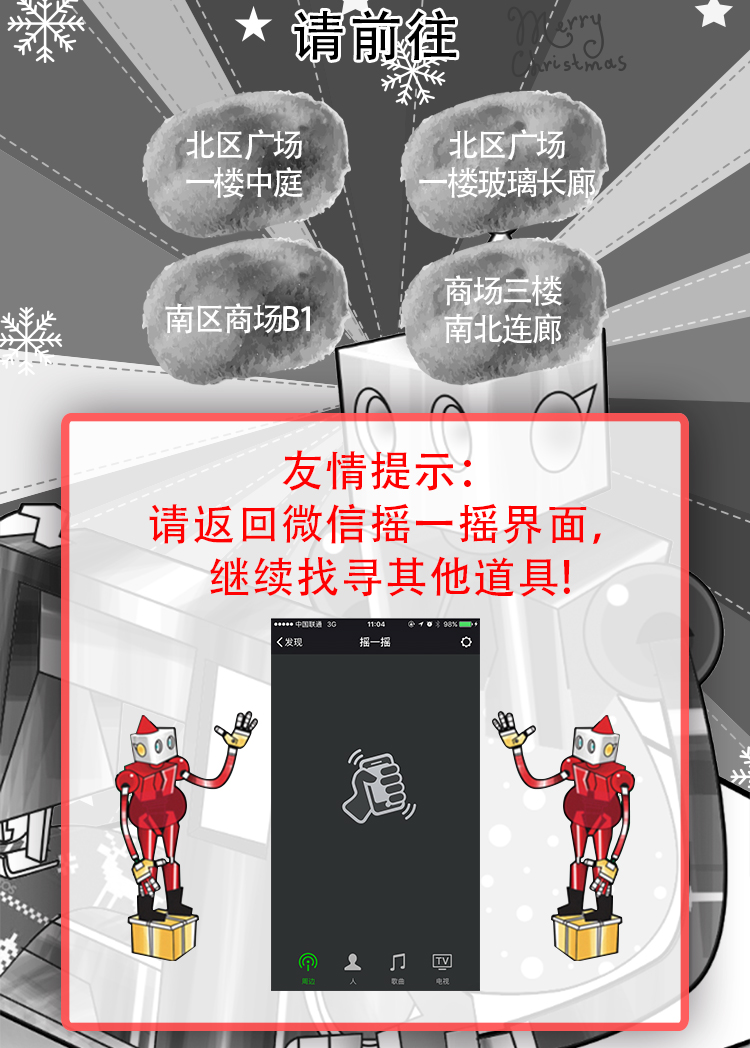 请前往
Merry
Christmas
北区广场
一楼中庭
北区广场
一楼玻璃长廊
南区商场B1
商场三楼
南北连廊
友情提示：
请返回微信摇一摇界面,
继续找寻其他道具!
中国联通 3G 11:04 98%
发现 摇一摇
周边 人 歌曲 电视
TV